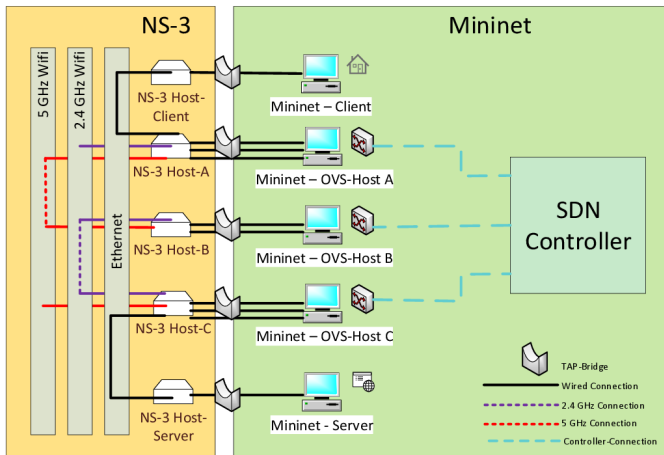 NS-3
Mininet
5 GHz Wifi
2.4 GHz Wifi
Ethernet
NS-3 Host-
Client
Mininet – Client
NS-3 Host-A
Mininet – OVS-Host A
NS-3 Host-B
Mininet – OVS-Host B
NS-3 Host-C
Mininet – OVS-Host C
NS-3 Host-
Server
Mininet - Server
SDN
Controller
TAP-Bridge
Wired Connection
2.4 GHz Connection
5 GHz Connection
Controller-Connection